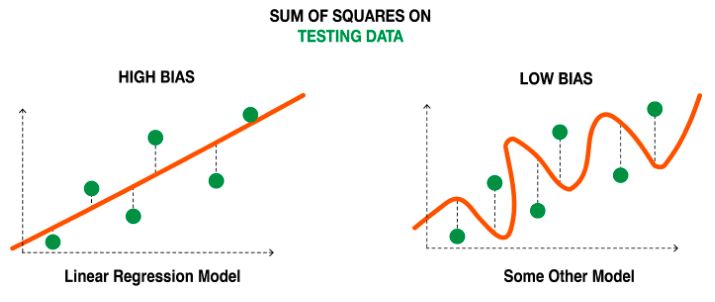 SUM OF SQUARES ON
TESTING DATA
HIGH BIAS
LOW BIAS
Linear Regression Model
Some Other Model